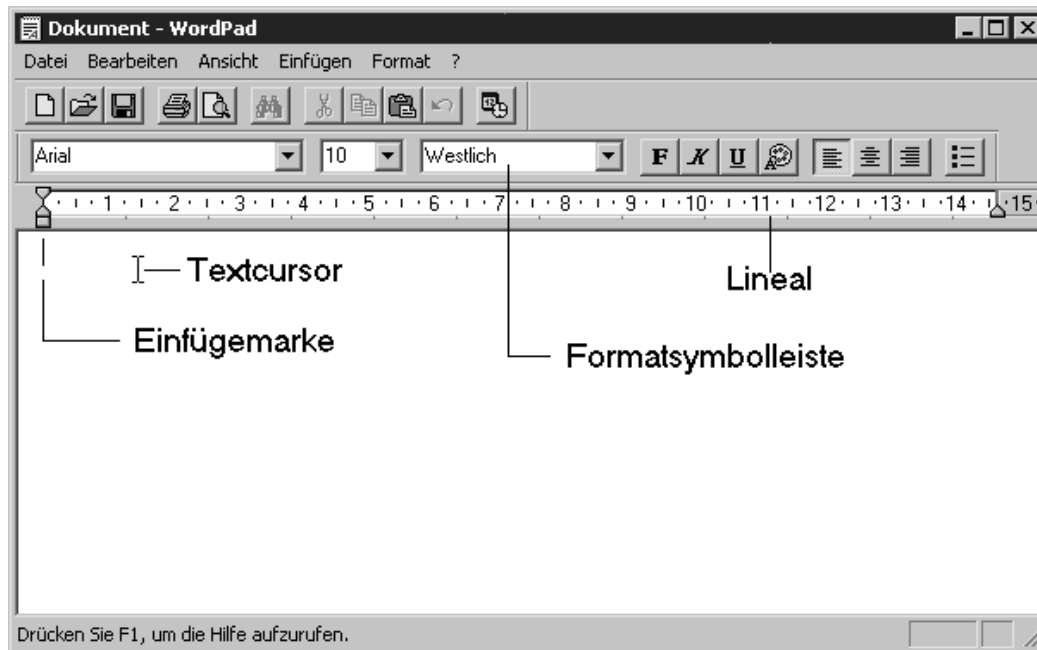 Dokument - WordPad
Datei Bearbeiten Ansicht Einfügen Format ?
Arial 10 Westlich F K U
1 2 3 4 5 6 7 8 9 10 11 12 13 14 15
Textcursor
Lineal
Einfügemarke
Formatsymbolleiste
Drücken Sie F1, um die Hilfe aufzurufen.